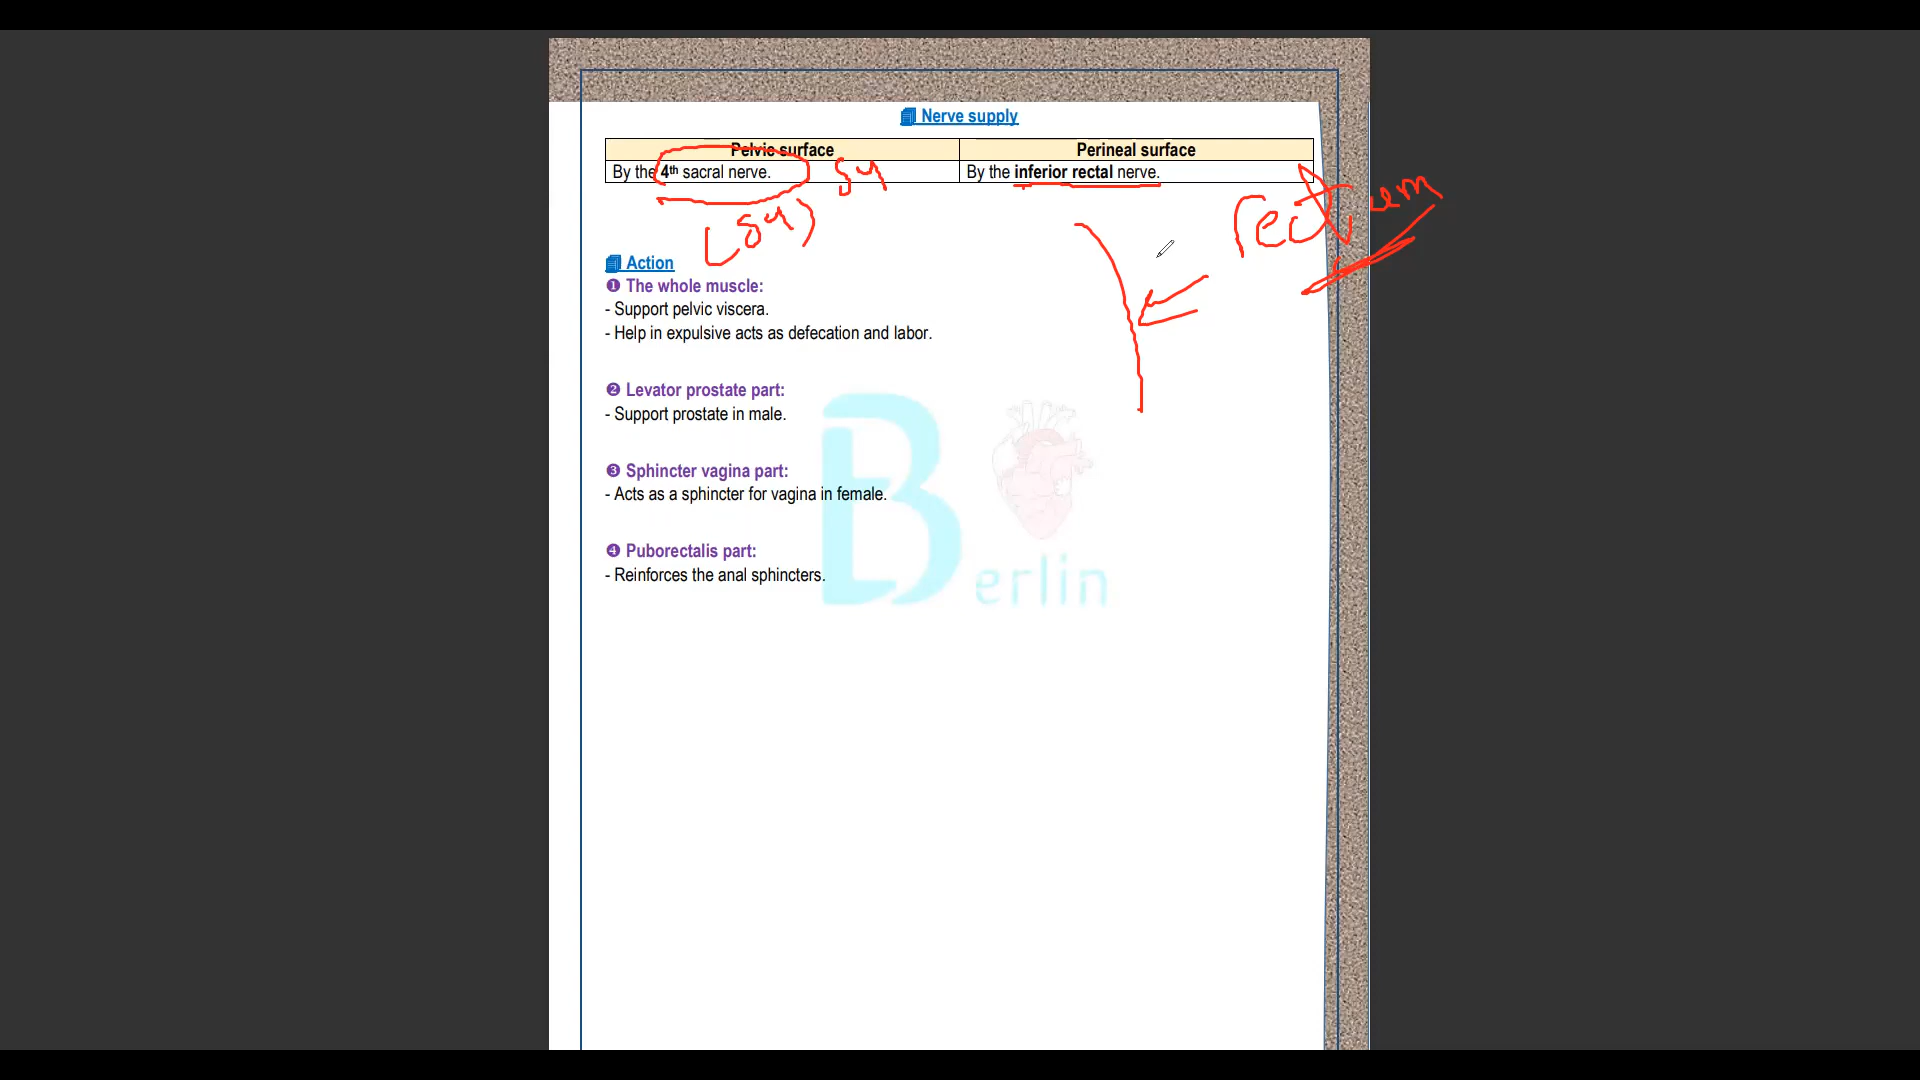 Nerve supply
Pelvic surface
Perineal surface
By the 4th sacral nerve.
S4
By the inferior rectal nerve.
rectum
(S4)
Action
❶ The whole muscle:
- Support pelvic viscera.
- Help in expulsive acts as defecation and labor.
❷ Levator prostate part:
- Support prostate in male.
❸ Sphincter vagina part:
- Acts as a sphincter for vagina in female.
❹ Puborectalis part:
- Reinforces the anal sphincters.
Berlin